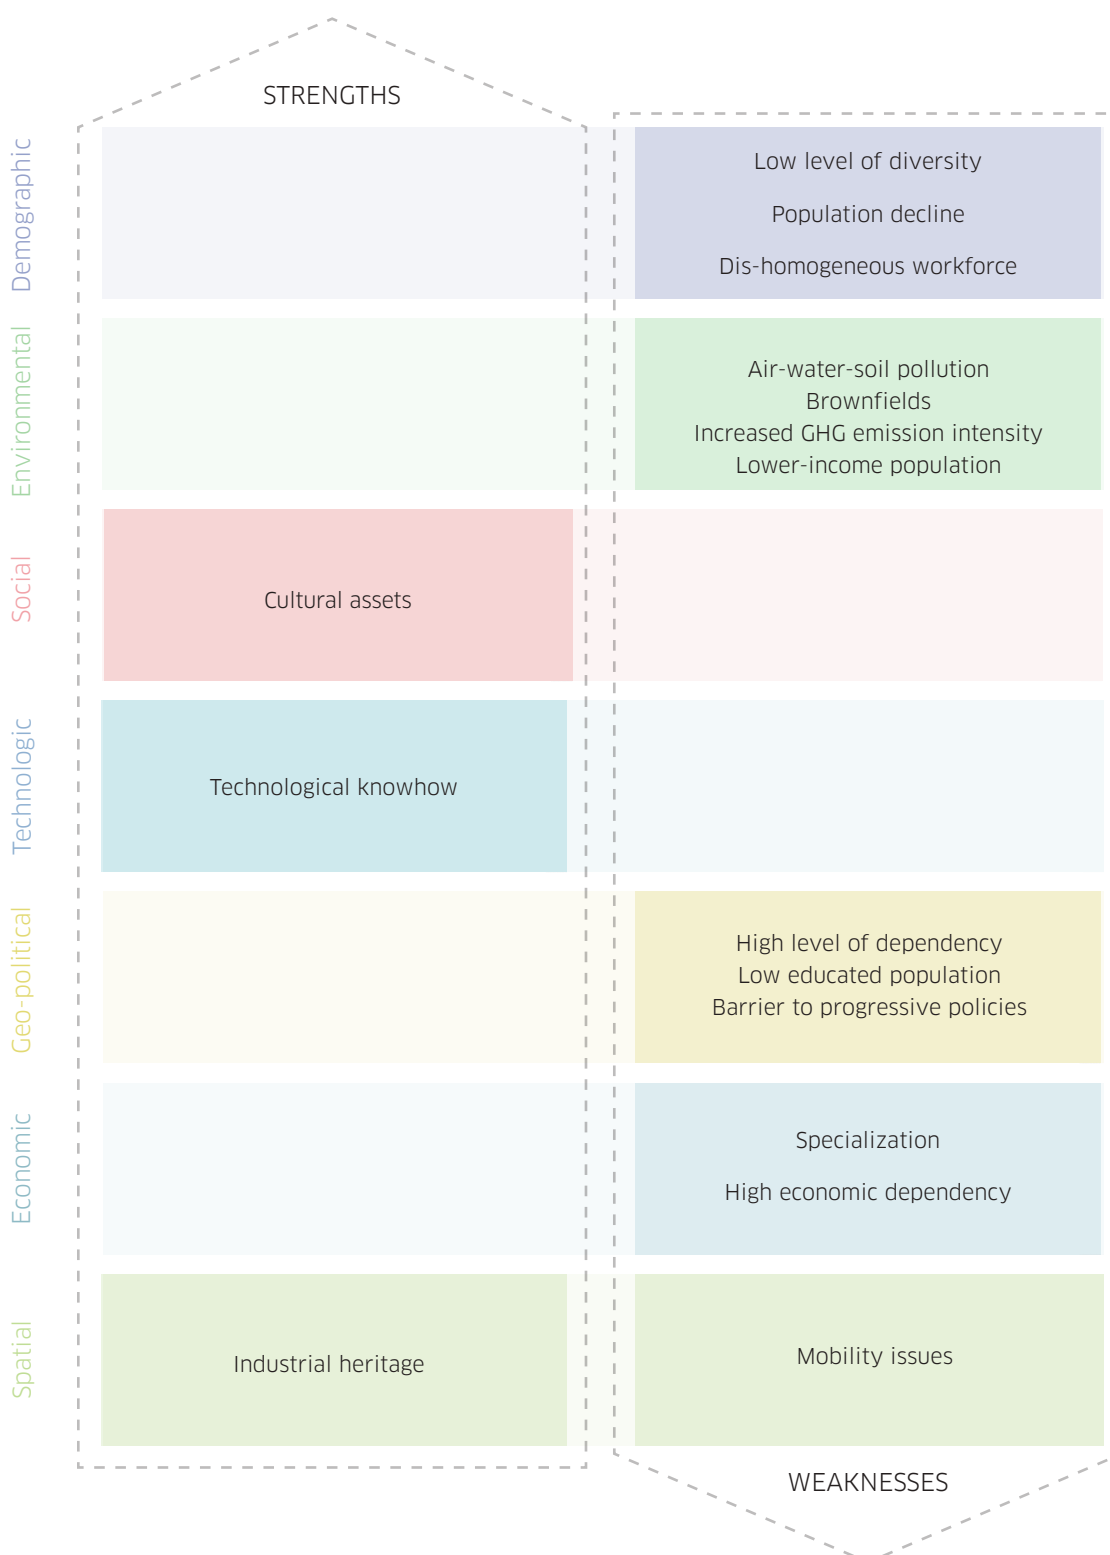 STRENGTHS
Demographic
Low level of diversity
Population decline
Dis-homogeneous workforce
Environmental
Air-water-soil pollution
Brownfields
Increased GHG emission intensity
Lower-income population
Social
Cultural assets
Technologic
Technological knowhow
Geo-political
High level of dependency
Low educated population
Barrier to progressive policies
Economic
Specialization
High economic dependency
Spatial
Industrial heritage
Mobility issues
WEAKNESSES